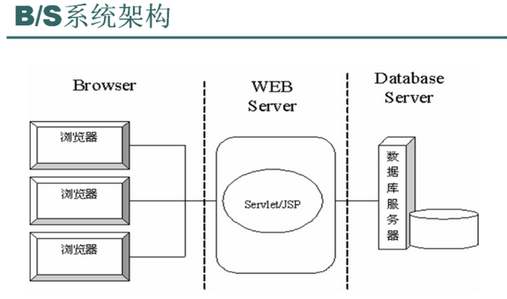 B/S系统架构
Browser
WEB
Server
Database
Server
浏览器
浏览器
浏览器
Servlet/JSP
数据库服务器